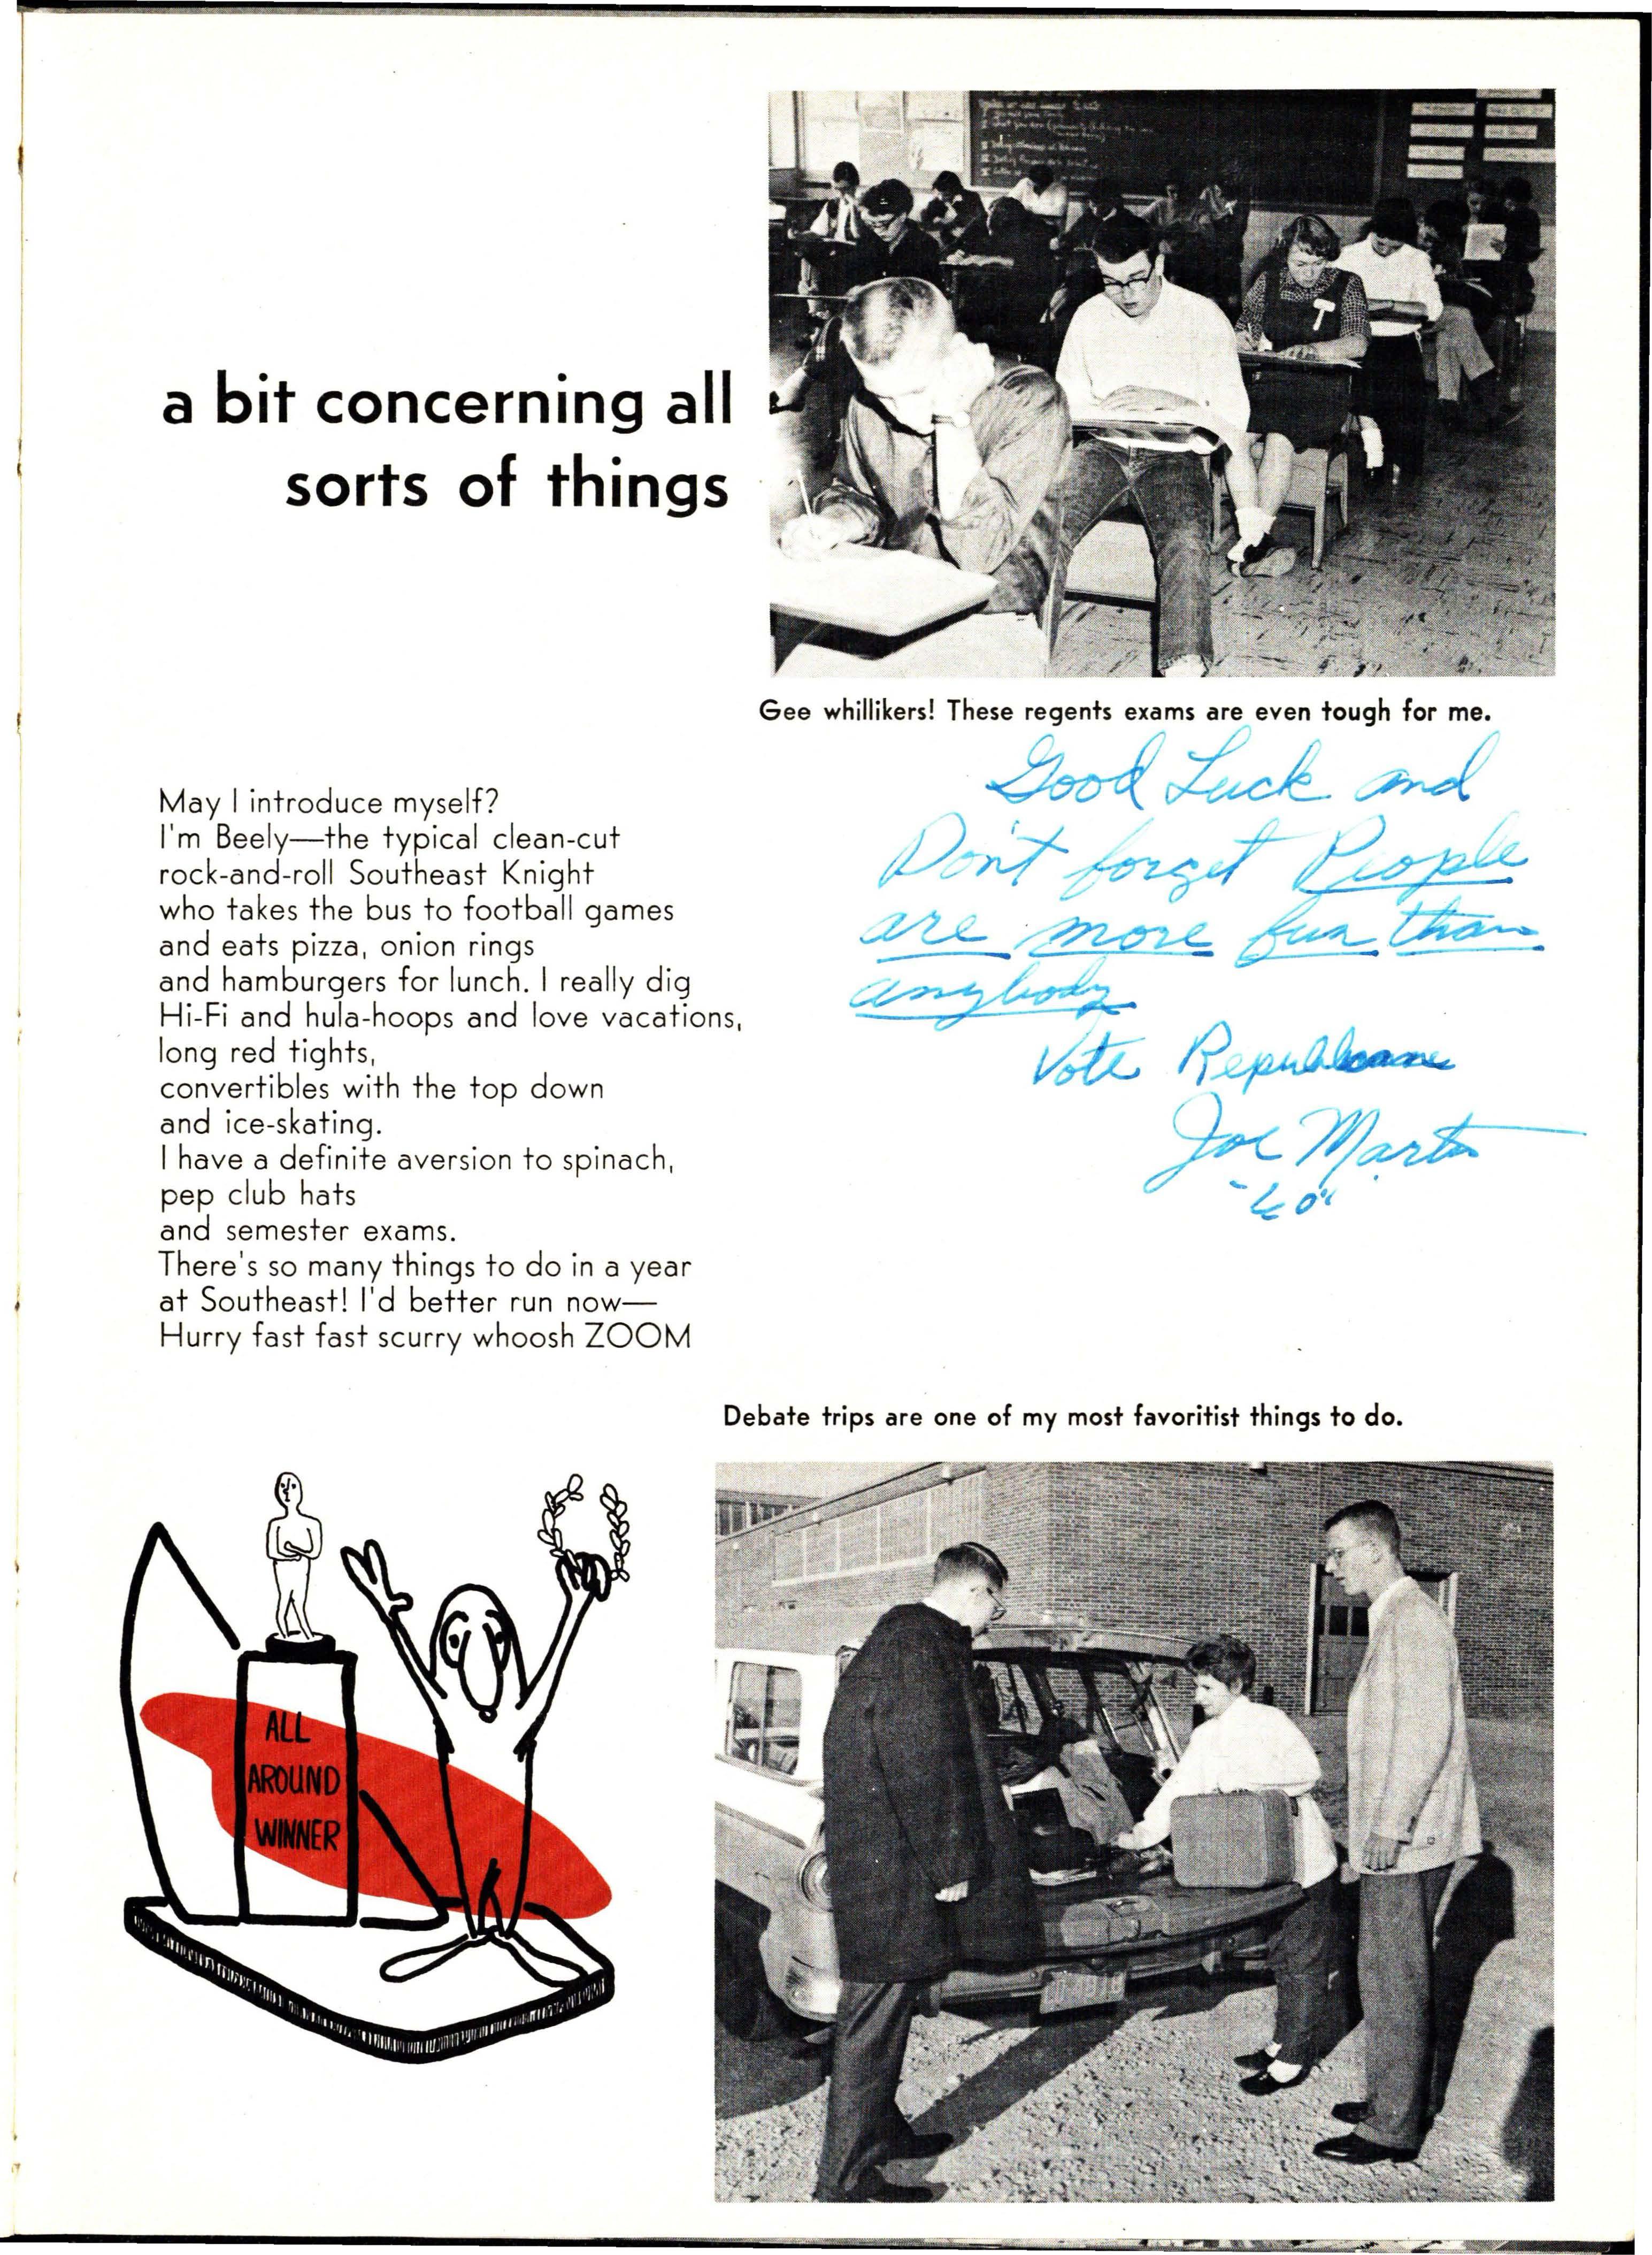 a bit concerning all
sorts of things
Gee whillikers! These regents exams are even tough for me.
Good Luck and
Don't forget People
are more fun than
anybody
Vote Republican
Joe Martin
"60"
May I introduce myself?
I'm Beely—the typical clean-cut
rock-and-roll Southeast Knight
who takes the bus to football games
and eats pizza, onion rings
and hamburgers for lunch. I really dig
Hi-Fi and hula-hoops and love vacations,
long red tights,
convertibles with the top down
and ice-skating.
I have a definite aversion to spinach,
pep club hats
and semester exams.
There's so many things to do in a year
at Southeast! I'd better run now—
Hurry fast fast scurry whoosh ZOOM
Debate trips are one of my most favoritist things to do.
ALL
AROUND
WINNER